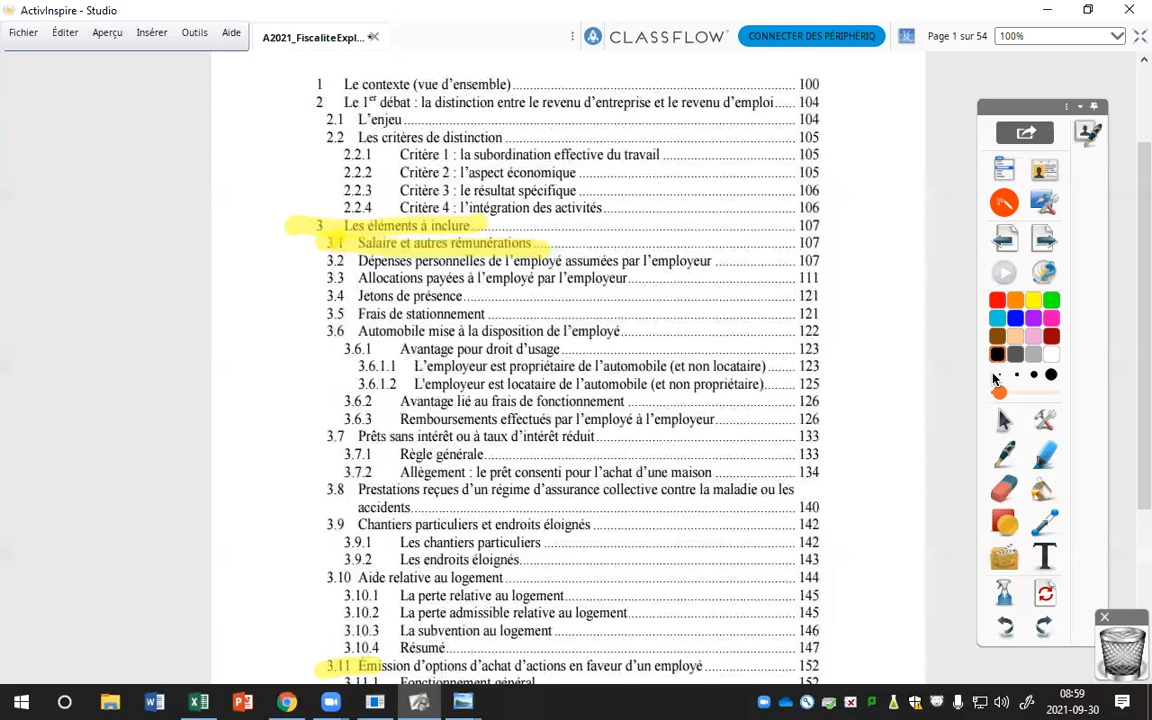 ActivInspire - Studio
Fichier Éditer Aperçu Insérer Outils Aide
A2021_FiscaliteExpl...
CLASSFLOW
CONNECTER DES PÉRIPHÉRIQ
Page 1 sur 54
100%
1 Le contexte (vue d'ensemble) 100
2 Le 1er débat : la distinction entre le revenu d'entreprise et le revenu d'emploi 104
2.1 L'enjeu 104
2.2 Les critères de distinction 105
2.2.1 Critère 1 : la subordination effective du travail 105
2.2.2 Critère 2 : l'aspect économique 105
2.2.3 Critère 3 : le résultat spécifique 106
2.2.4 Critère 4 : l'intégration des activités 106
3 Les éléments à inclure 107
3.1 Salaire et autres rémunérations 107
3.2 Dépenses personnelles de l'employé assumées par l'employeur 107
3.3 Allocations payées à l'employé par l'employeur 111
3.4 Jetons de présence 121
3.5 Frais de stationnement 121
3.6 Automobile mise à la disposition de l'employé 122
3.6.1 Avantage pour droit d'usage 123
3.6.1.1 L'employeur est propriétaire de l'automobile (et non locataire) 123
3.6.1.2 L'employeur est locataire de l'automobile (et non propriétaire) 125
3.6.2 Avantage lié au frais de fonctionnement 126
3.6.3 Remboursements effectués par l'employé à l'employeur 126
3.7 Prêts sans intérêt ou à taux d'intérêt réduit 133
3.7.1 Règle générale 133
3.7.2 Allègement : le prêt consenti pour l'achat d'une maison 134
3.8 Prestations reçues d'un régime d'assurance collective contre la maladie ou les
accidents 140
3.9 Chantiers particuliers et endroits éloignés 142
3.9.1 Les chantiers particuliers 142
3.9.2 Les endroits éloignés 143
3.10 Aide relative au logement 144
3.10.1 La perte relative au logement 145
3.10.2 La perte admissible relative au logement 145
3.10.3 La subvention au logement 146
3.10.4 Résumé 147
3.11 Émission d'options d'achat d'actions en faveur d'un employé 152
3.11.1 Fonctionnement général 152
08:59
2021-09-30